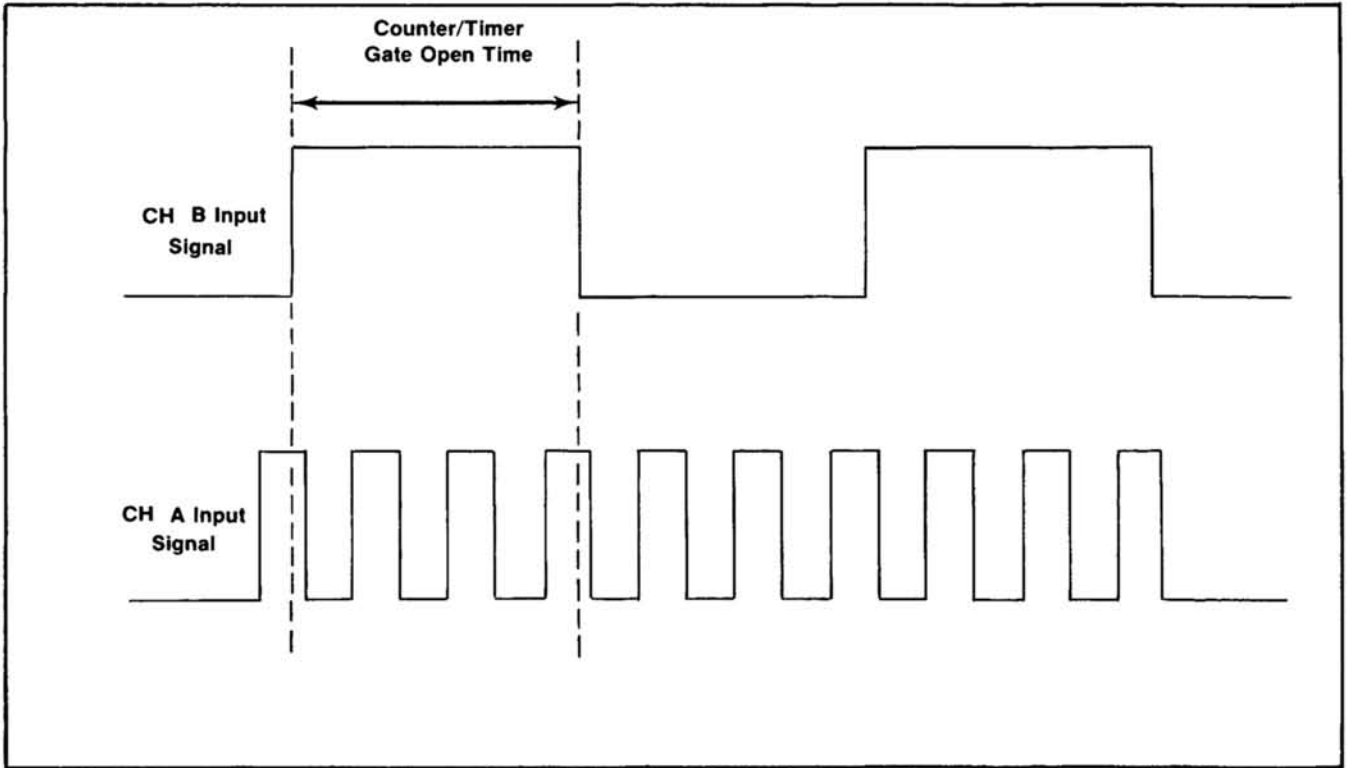 Counter/Timer
Gate Open Time
CH B Input
Signal
CH A Input
Signal